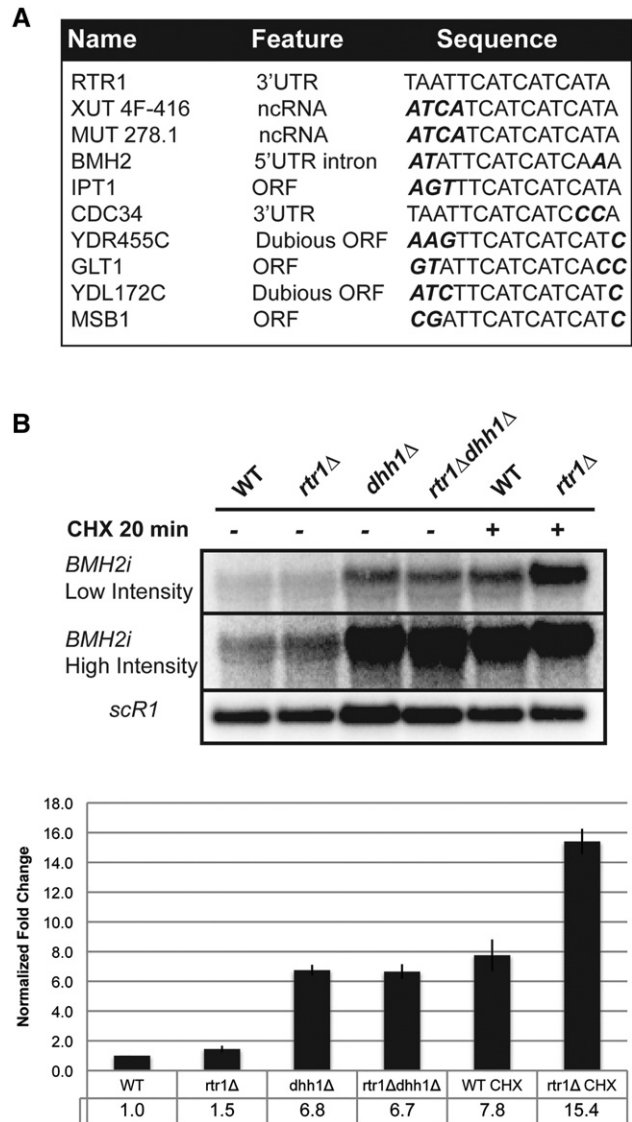 A
Name Feature Sequence
RTR1 3'UTR TAATTCATCATCATA
XUT 4F-416 ncRNA ATCATCATCATCATA
MUT 278.1 ncRNA ATCATCATCATCATA
BMH2 5'UTR intron ATATTCATCATCAAA
IPT1 ORF AGTTTCATCATCATA
CDC34 3'UTR TAATTCATCATCCCA
YDR455C Dubious ORF AAGTTCATCATCATC
GLT1 ORF GTATTCATCATCACC
YDL172C Dubious ORF ATCTTCATCATCATC
MSB1 ORF CGATTCATCATCATC
B
WT rtr1Δ dhh1Δ rtr1Δdhh1Δ WT rtr1Δ
CHX 20 min - - - - + +
BMH2i
Low Intensity
BMH2i
High Intensity
scR1
18.0
16.0
14.0
12.0
10.0
8.0
6.0
4.0
2.0
0.0
Normalized Fold Change
WT rtr1Δ dhh1Δ rtr1Δdhh1Δ WT CHX rtr1Δ CHX
1.0 1.5 6.8 6.7 7.8 15.4